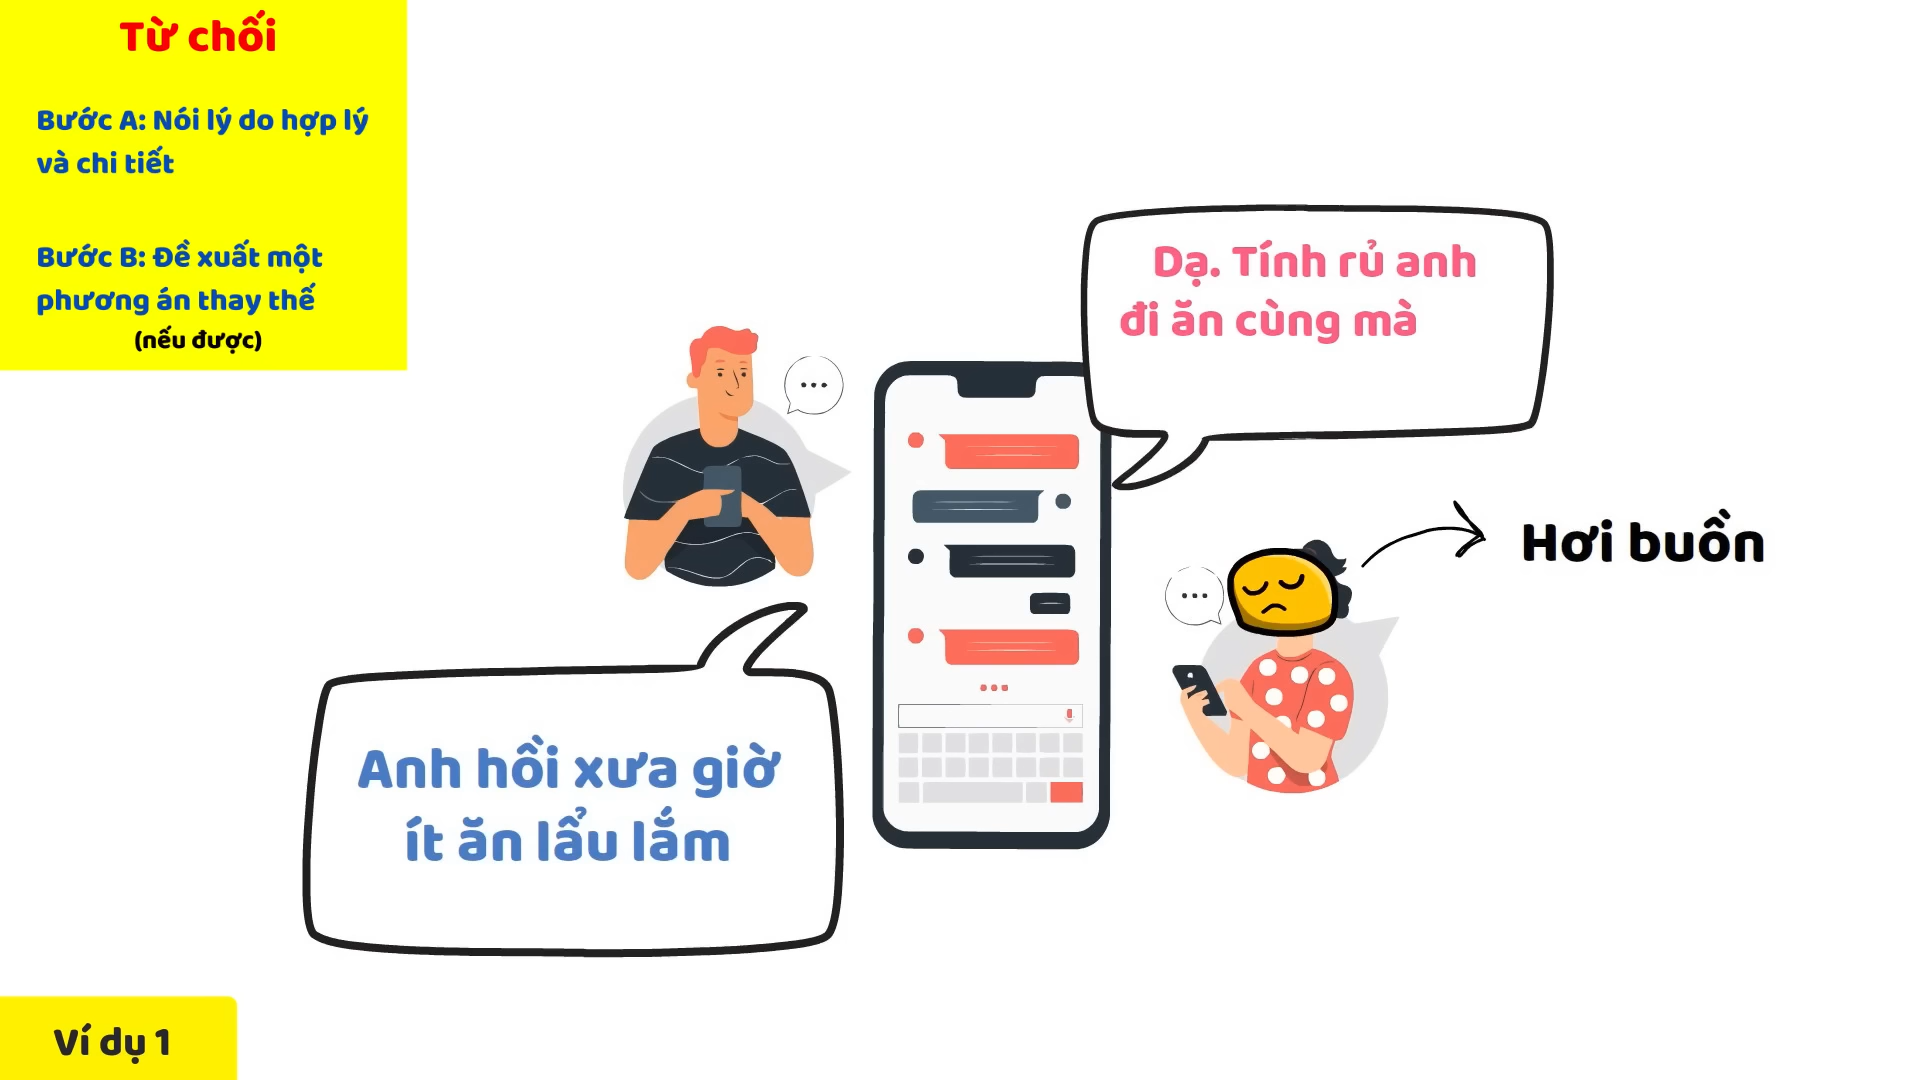 Từ chối
Bước A: Nói lý do hợp lý
và chi tiết
Bước B: Đề xuất một
phương án thay thế
(nếu được)
Dạ. Tính rủ anh
đi ăn cùng mà
Hơi buồn
Anh hồi xưa giờ
ít ăn lẩu lắm
Ví dụ 1